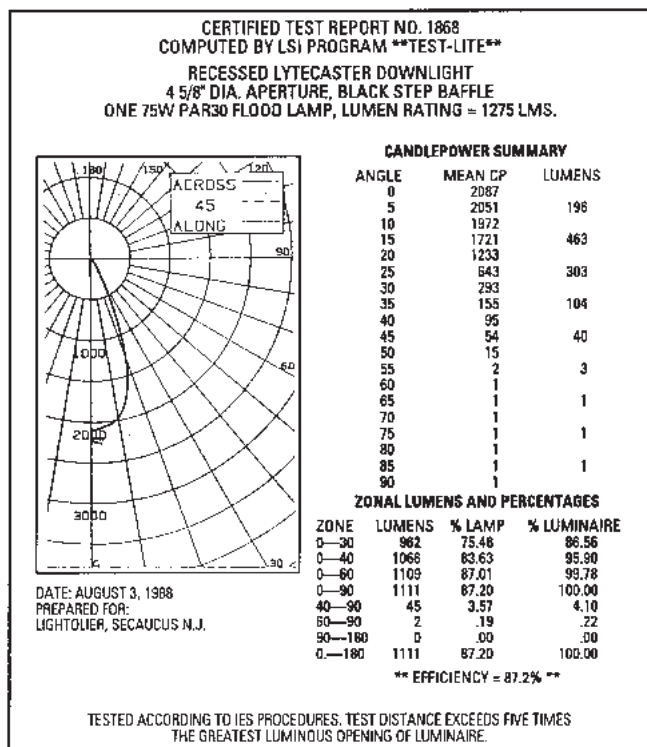 CERTIFIED TEST REPORT NO. 1868
COMPUTED BY LSI PROGRAM **TEST-LITE**
RECESSED LYTECASTER DOWNLIGHT
4 5/8" DIA. APERTURE, BLACK STEP BAFFLE
ONE 75W PAR30 FLOOD LAMP, LUMEN RATING = 1275 LMS.
180 150 120
ACROSS
45
ALONG
90
60
1000
2000
3000
0 30
DATE: AUGUST 3, 1988
PREPARED FOR:
LIGHTOLIER, SECAUCUS N.J.
CANDLEPOWER SUMMARY
ANGLE MEAN CP LUMENS
0 2087
5 2051 196
10 1972
15 1721 463
20 1233
25 643 303
30 293
35 155 104
40 95
45 54 40
50 15
55 2 3
60 1
65 1 1
70 1
75 1 1
80 1
85 1 1
90 1
ZONAL LUMENS AND PERCENTAGES
ZONE LUMENS % LAMP % LUMINAIRE
0—30 962 75.46 86.56
0—40 1066 83.63 95.90
0—60 1109 87.01 99.78
0—90 1111 87.20 100.00
40—90 45 3.57 4.10
60—90 2 .19 .22
90—180 0 .00 .00
0.—180 1111 87.20 100.00
** EFFICIENCY = 87.2% **
TESTED ACCORDING TO IES PROCEDURES. TEST DISTANCE EXCEEDS FIVE TIMES
THE GREATEST LUMINOUS OPENING OF LUMINAIRE.